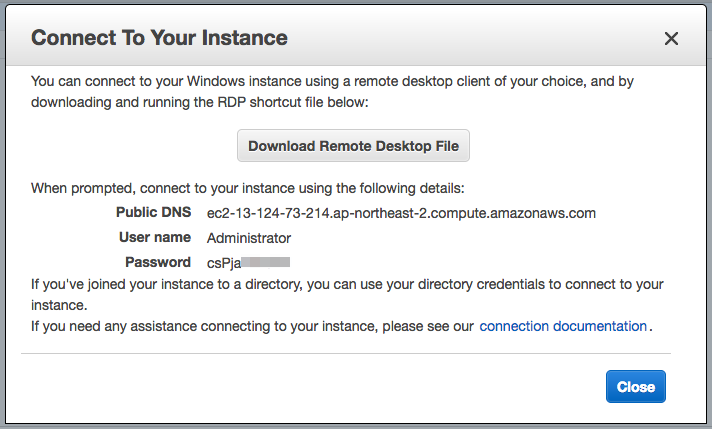 Connect To Your Instance
You can connect to your Windows instance using a remote desktop client of your choice, and by
downloading and running the RDP shortcut file below:
Download Remote Desktop File
When prompted, connect to your instance using the following details:
Public DNS ec2-13-124-73-214.ap-northeast-2.compute.amazonaws.com
User name Administrator
Password csPja
If you've joined your instance to a directory, you can use your directory credentials to connect to your
instance.
If you need any assistance connecting to your instance, please see our connection documentation.
Close